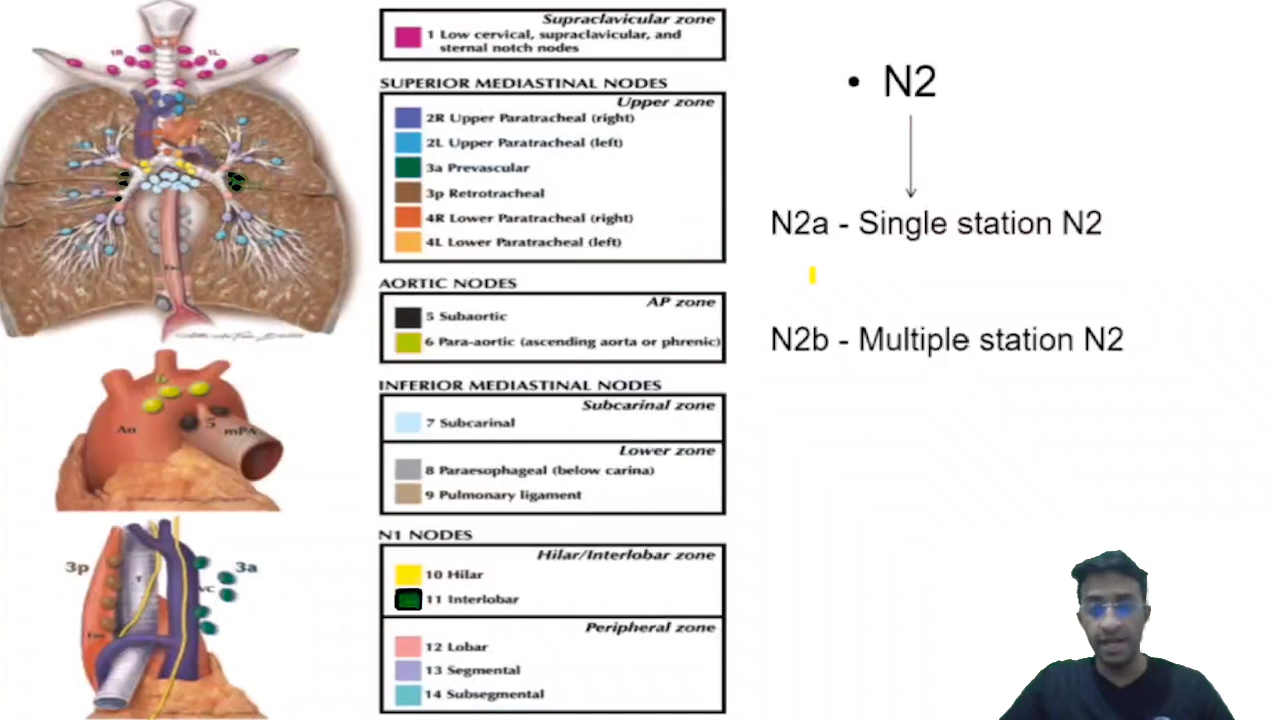 1R
1L
Ao
5
mPA
3p
T
3a
Supraclavicular zone
1 Low cervical, supraclavicular, and
sternal notch nodes
SUPERIOR MEDIASTINAL NODES
Upper zone
2R Upper Paratracheal (right)
2L Upper Paratracheal (left)
3a Prevascular
3p Retrotracheal
4R Lower Paratracheal (right)
4L Lower Paratracheal (left)
AORTIC NODES
AP zone
5 Subaortic
6 Para-aortic (ascending aorta or phrenic)
INFERIOR MEDIASTINAL NODES
Subcarinal zone
7 Subcarinal
Lower zone
8 Paraesophageal (below carina)
9 Pulmonary ligament
N1 NODES
Hilar/Interlobar zone
10 Hilar
11 Interlobar
Peripheral zone
12 Lobar
13 Segmental
14 Subsegmental
• N2
N2a - Single station N2
N2b - Multiple station N2